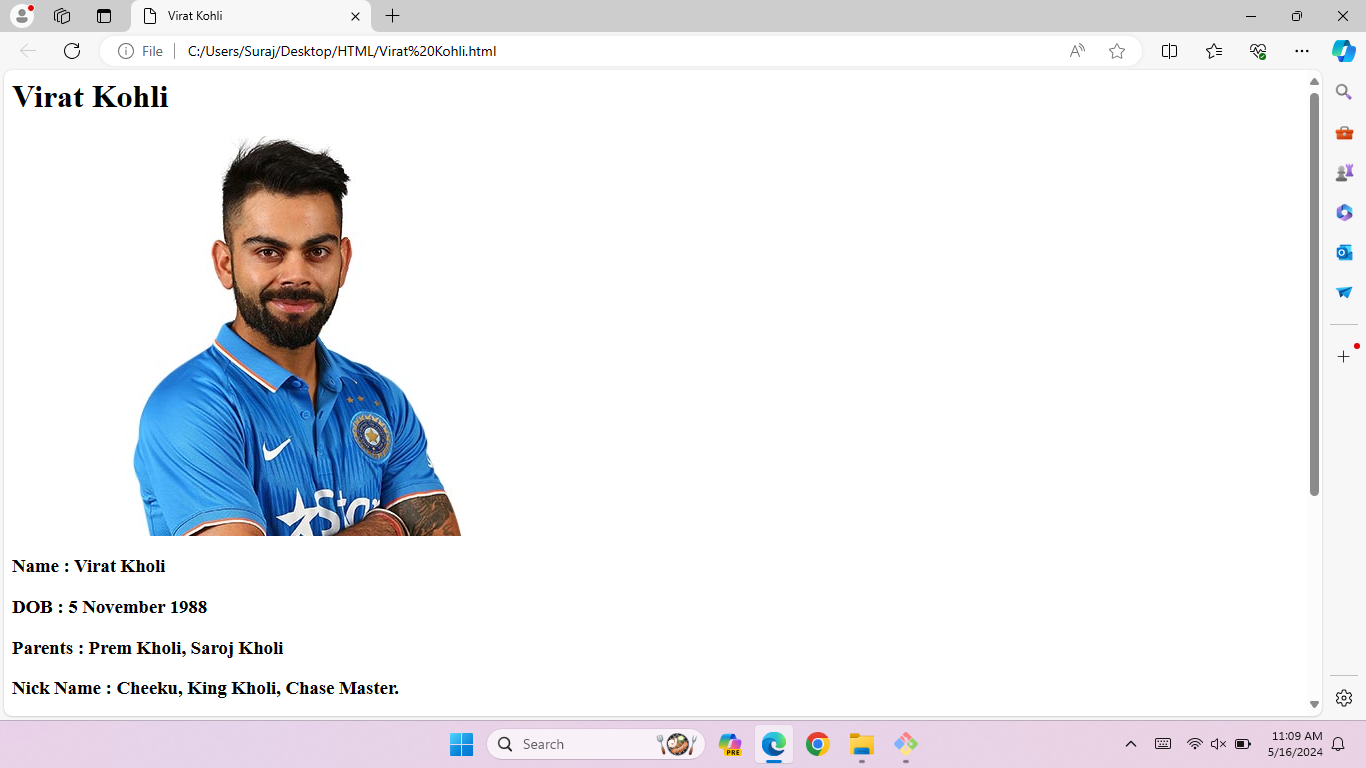 Virat Kohli
File
C:/Users/Suraj/Desktop/HTML/Virat%20Kohli.html
Virat Kohli
Star
Name : Virat Kholi
DOB : 5 November 1988
Parents : Prem Kholi, Saroj Kholi
Nick Name : Cheeku, King Kholi, Chase Master.
Search
PRE
11:09 AM
5/16/2024